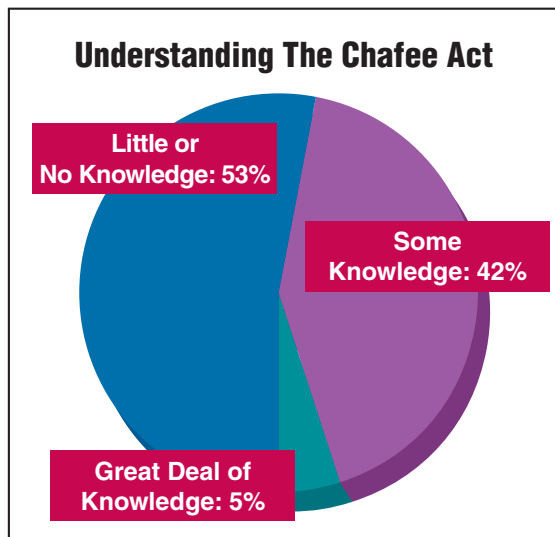 Understanding The Chafee Act
Little or
No Knowledge: 53%
Some
Knowledge: 42%
Great Deal of
Knowledge: 5%